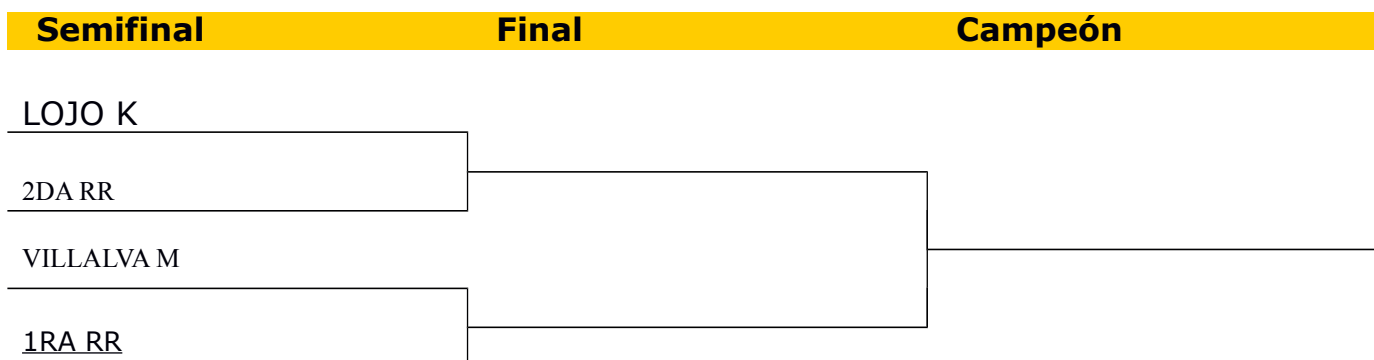 Semifinal Final Campeón
LOJO K
2DA RR
VILLALVA M
1RA RR